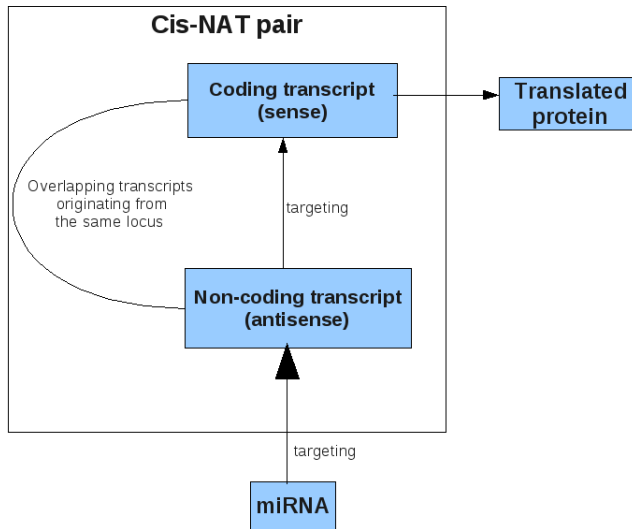 Cis-NAT pair
Coding transcript
(sense)
Translated
protein
Overlapping transcripts
originating from
the same locus
targeting
Non-coding transcript
(antisense)
targeting
miRNA